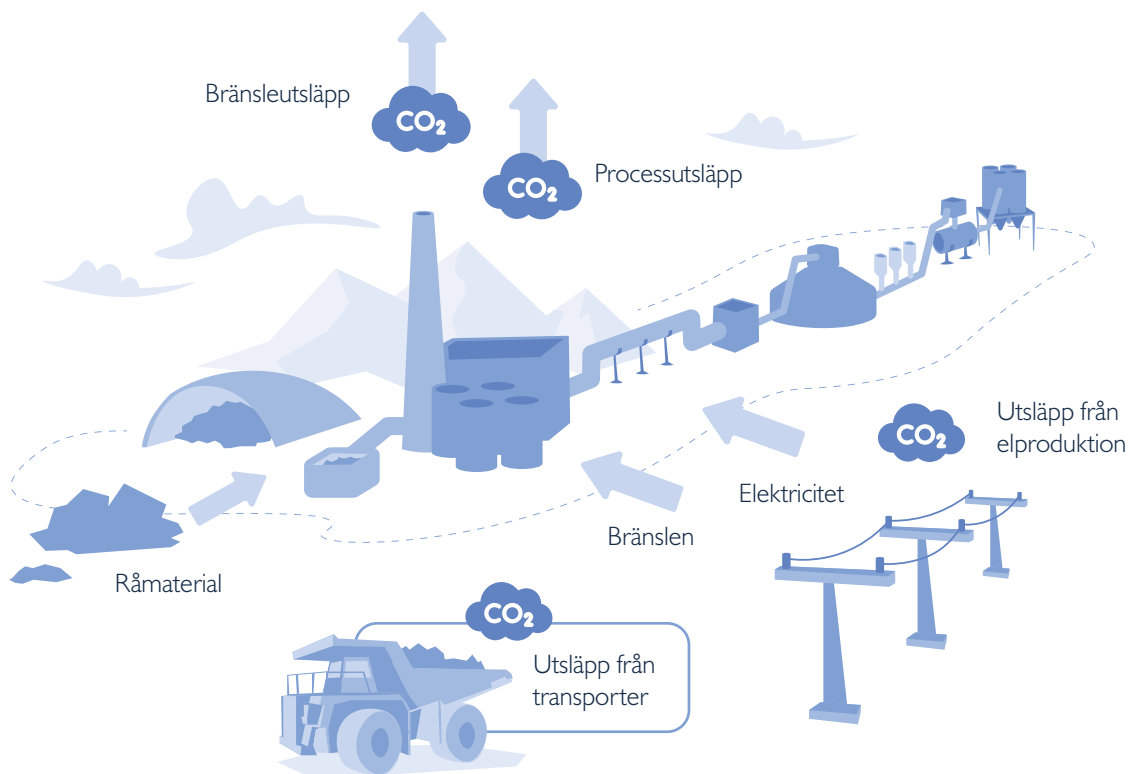 Bränsleutsläpp
CO₂
Processutsläpp
CO₂
Utsläpp från
elproduktion
CO₂
Elektricitet
Bränslen
Råmaterial
CO₂
Utsläpp från
transporter